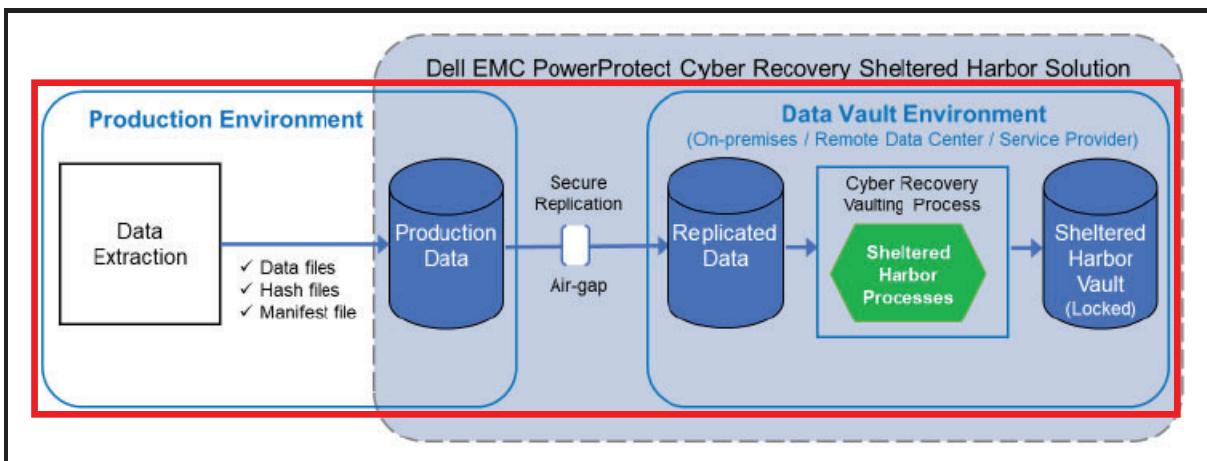 Dell EMC PowerProtect Cyber Recovery Sheltered Harbor Solution
Production Environment
Data
Extraction
✓ Data files
✓ Hash files
✓ Manifest file
Production
Data
Secure
Replication
Air-gap
Data Vault Environment
(On-premises / Remote Data Center / Service Provider)
Replicated
Data
Cyber Recovery
Vaulting Process
Sheltered
Harbor
Processes
Sheltered
Harbor
Vault
(Locked)